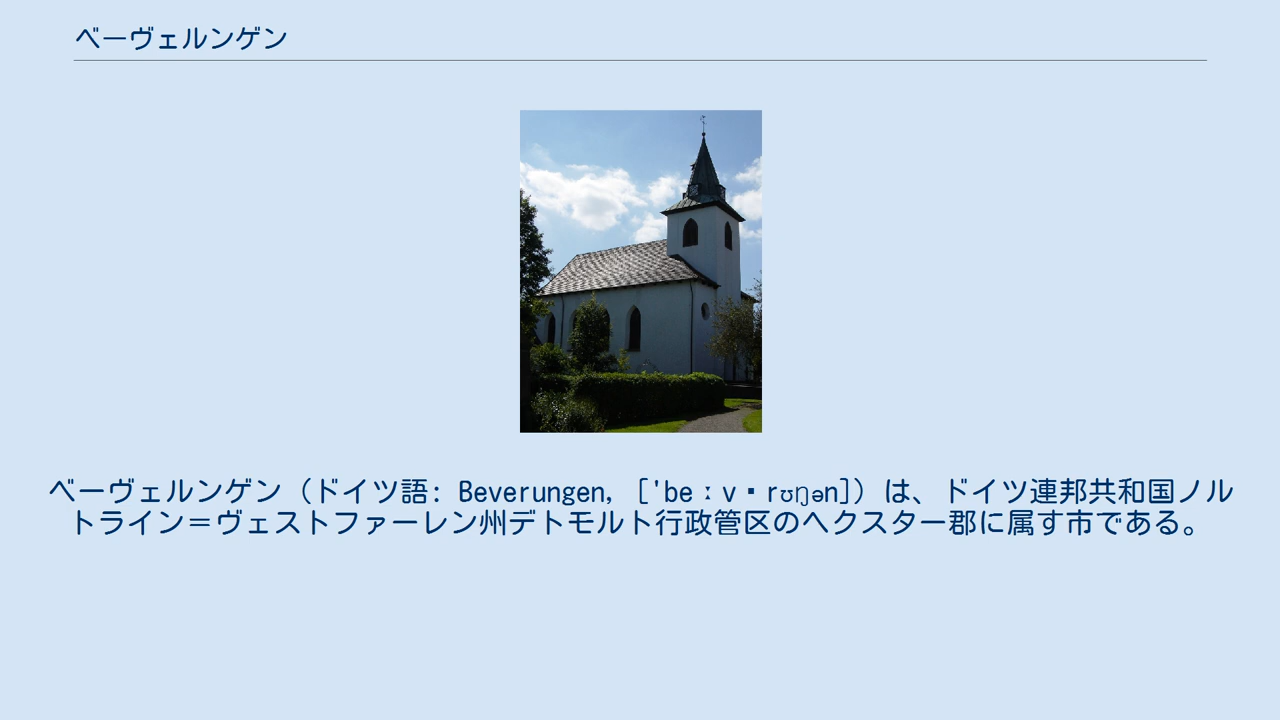 ベーヴェルンゲン
ベーヴェルンゲン（ドイツ語: Beverungen, ['be：v▪rʊŋən]）は、ドイツ連邦共和国ノル
トライン＝ヴェストファーレン州デトモルト行政管区のヘクスター郡に属す市である。